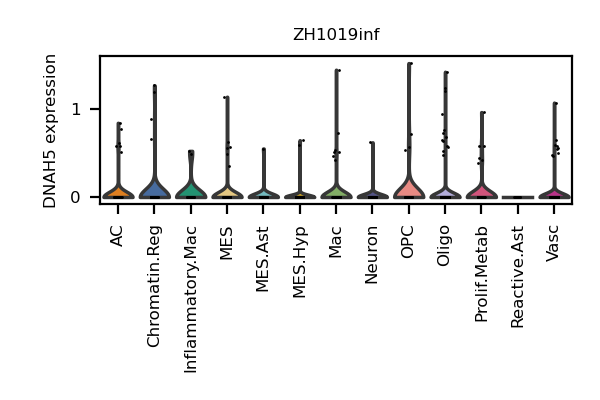 ZH1019inf
DNAH5 expression
1
0
AC
Chromatin.Reg
Inflammatory.Mac
MES
MES.Ast
MES.Hyp
Mac
Neuron
OPC
Oligo
Prolif.Metab
Reactive.Ast
Vasc